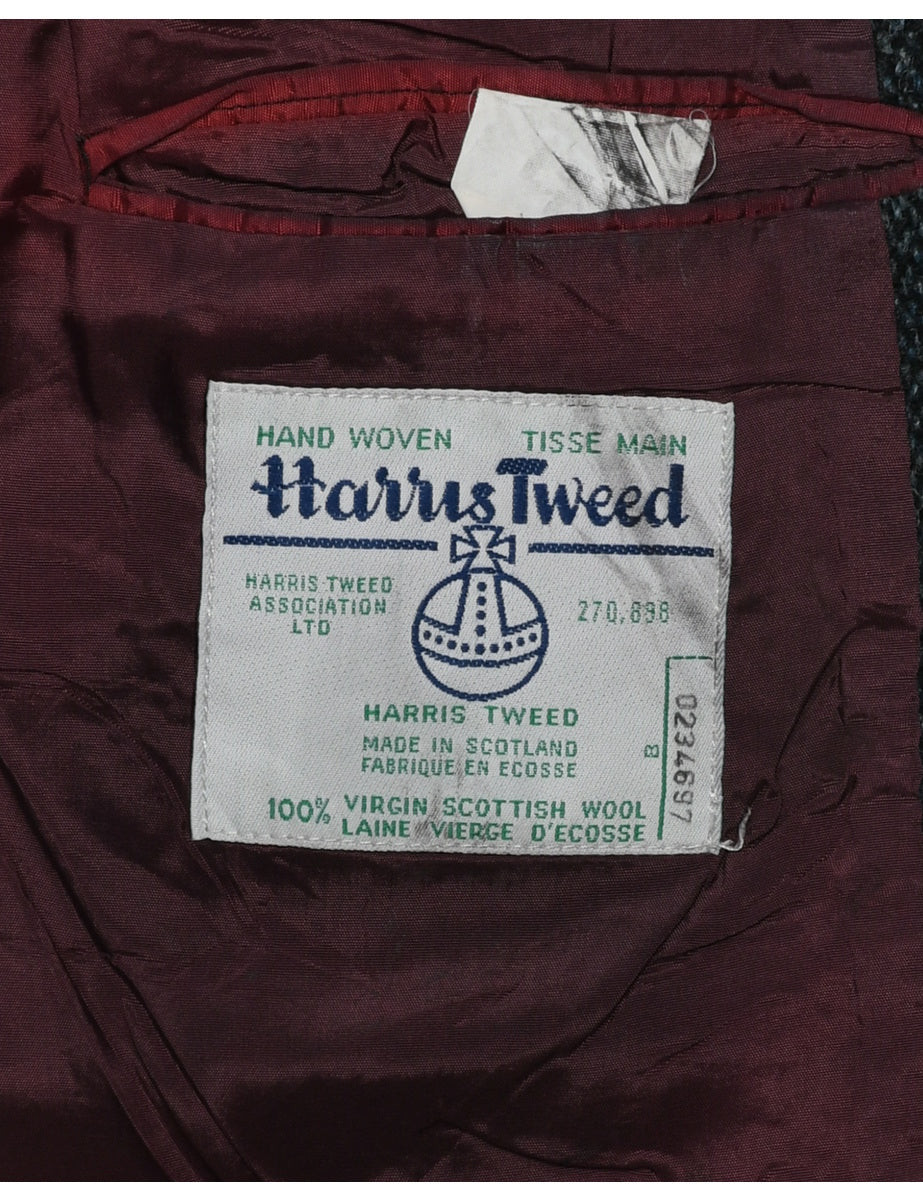 HAND WOVEN TISSE MAIN
Harris Tweed
HARRIS TWEED
ASSOCIATION
LTD
270,898
HARRIS TWEED
MADE IN SCOTLAND
FABRIQUE EN ECOSSE
100% VIRGIN SCOTTISH WOOL
LAINE VIERGE D'ECOSSE
B
0234697